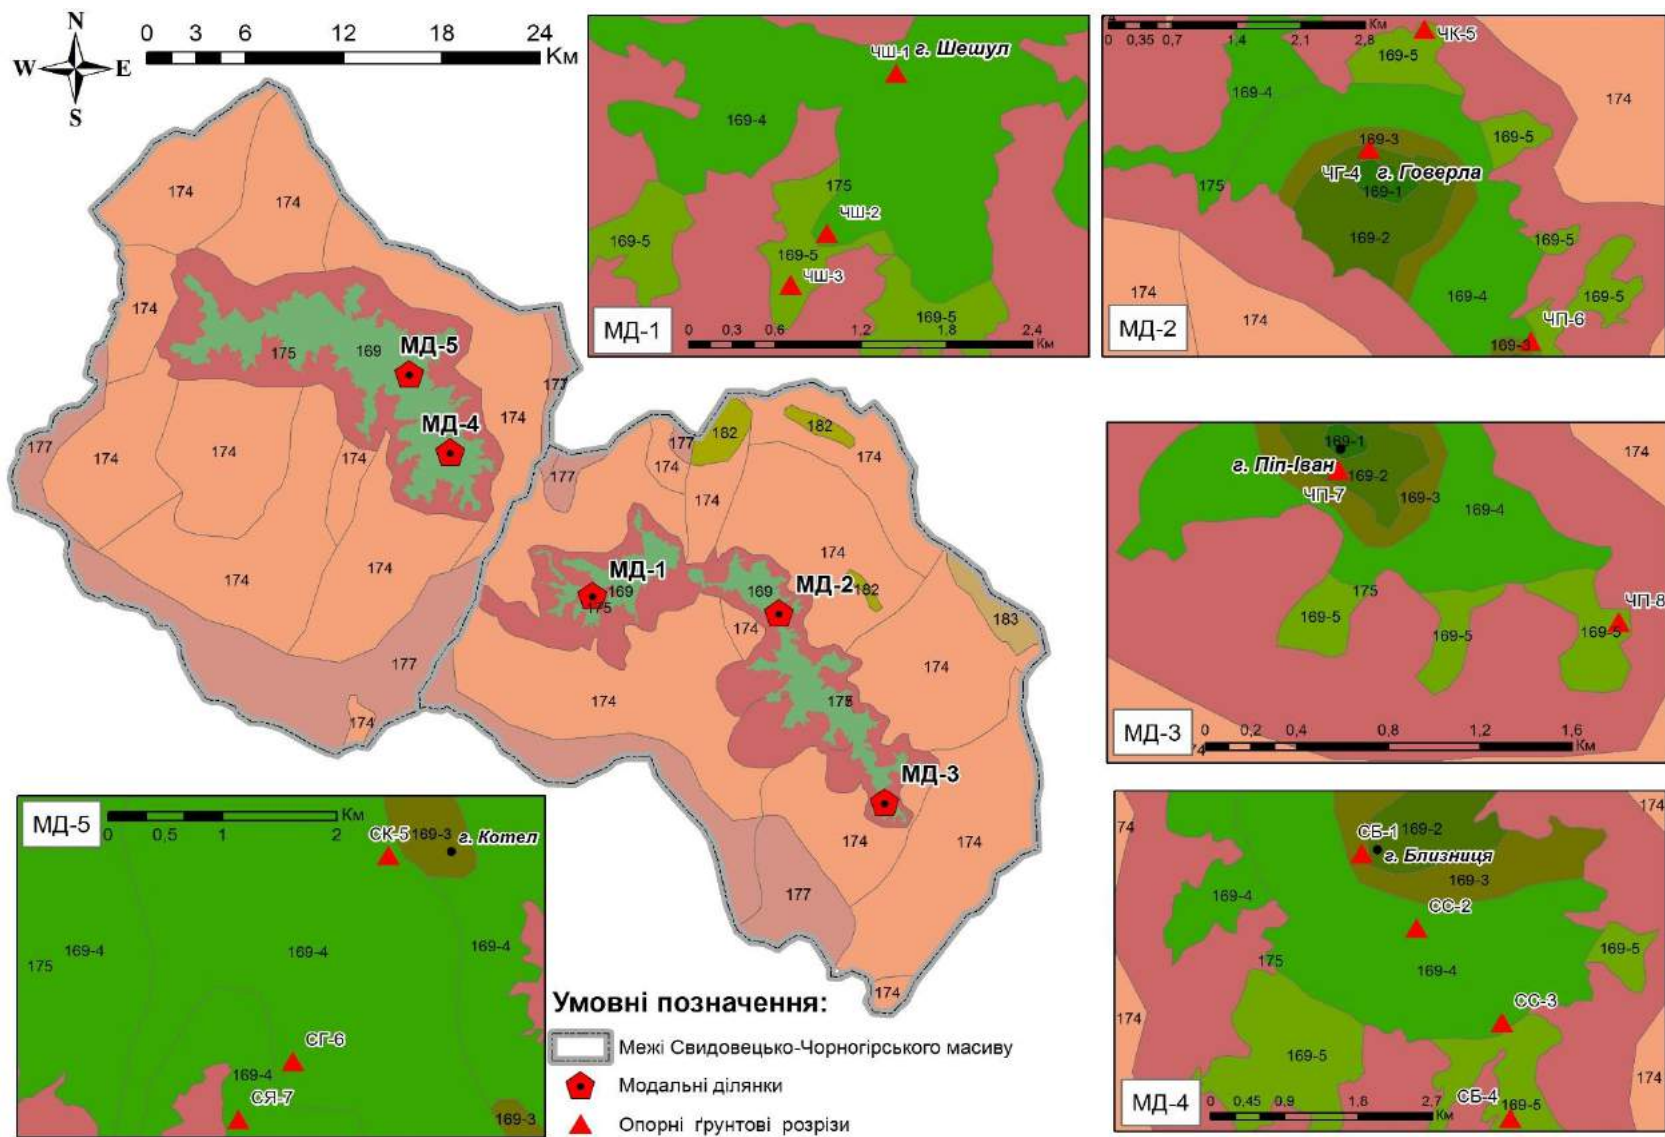 N
W E
S
0 3 6 12 18 24
Км
174
174
174
175
169
МД-5
МД-4
177
177
174
174
174
174
174
174
174
177
174
177
177
174
174
182
182
174
174
182
183
МД-1
169
175
169
МД-2
174
174
174
175
МД-3
174
174
177
174
ЧШ-1 г. Шешул
169-4
175
ЧШ-2
169-5
169-5
ЧШ-3
169-5
МД-1
0 0,3 0,6 1,2 1,8 2,4
Км
0 0,35 0,7 1,4 2,1 2,8
Км
ЧК-5
169-5
169-4
174
169-3
169-5
ЧГ-4 г. Говерла
169-1
175
169-2
169-5
169-4
169-5
174
174
ЧП-6
169-3
МД-2
169-1
174
г. Піп-Іван
169-2
ЧП-7
169-3
169-4
175
ЧП-8
169-5
169-5
169-5
МД-3
0 0,2 0,4 0,8 1,2 1,6
Км
174
169-2
174
СБ-1
г. Близниця
169-3
169-4
СС-2
169-5
175
169-4
СС-3
174
169-5
174
СБ-4
169-5
МД-4
0 0,45 0,9 1,8 2,7
Км
МД-5
0 0,5 1 2
Км
СК-5
169-3
г. Котел
169-4
169-4
169-4
175
СГ-6
169-4
СЯ-7
169-3
Умовні позначення:
Межі Свидовецько-Чорногірського масиву
Модальні ділянки
Опорні ґрунтові розрізи